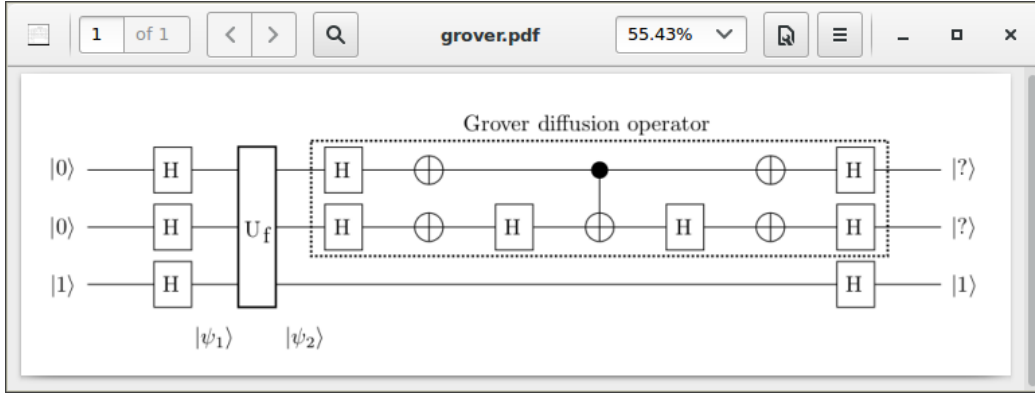 1 of 1 grover.pdf 55.43%
Grover diffusion operator
|0⟩ H H H |?⟩
|0⟩ H U_f H H H H |?⟩
|1⟩ H H |1⟩
|ψ₁⟩ |ψ₂⟩